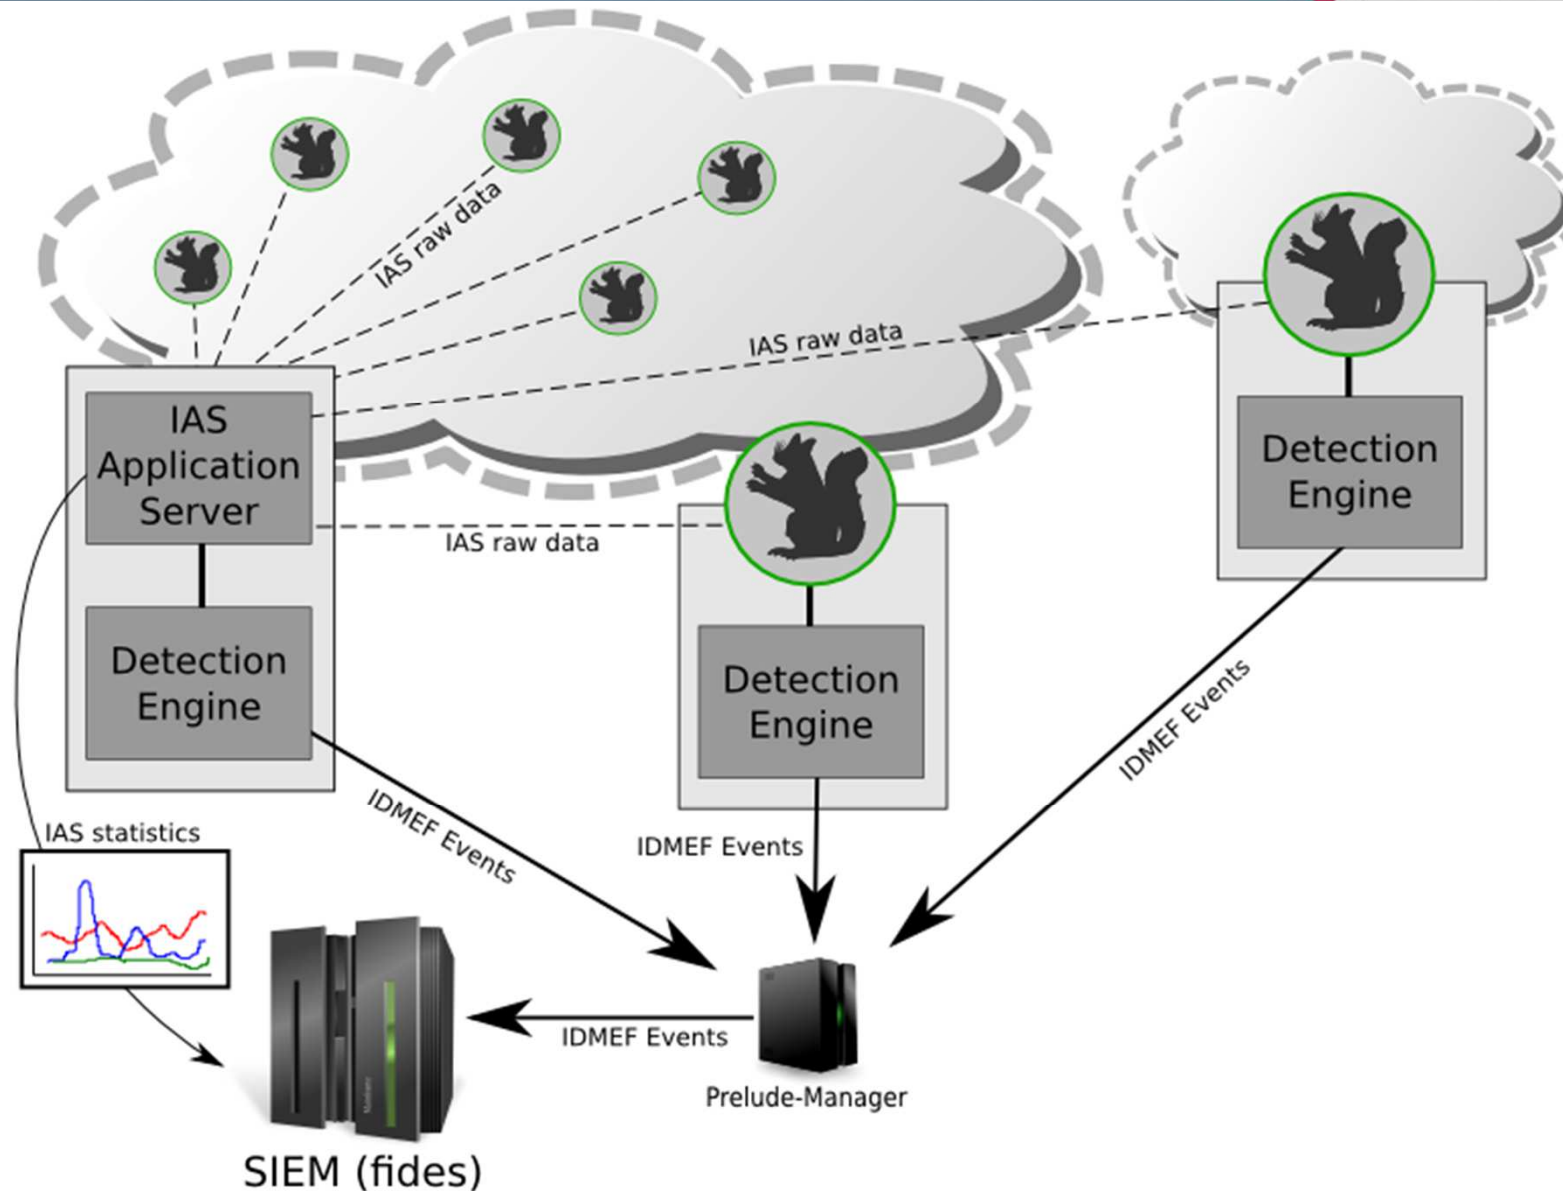 IAS raw data
IAS raw data
IAS
Application
Server
Detection
Engine
IAS raw data
Detection
Engine
Detection
Engine
IDMEF Events
IDMEF Events
IDMEF Events
IAS statistics
IDMEF Events
Prelude-Manager
SIEM (fides)